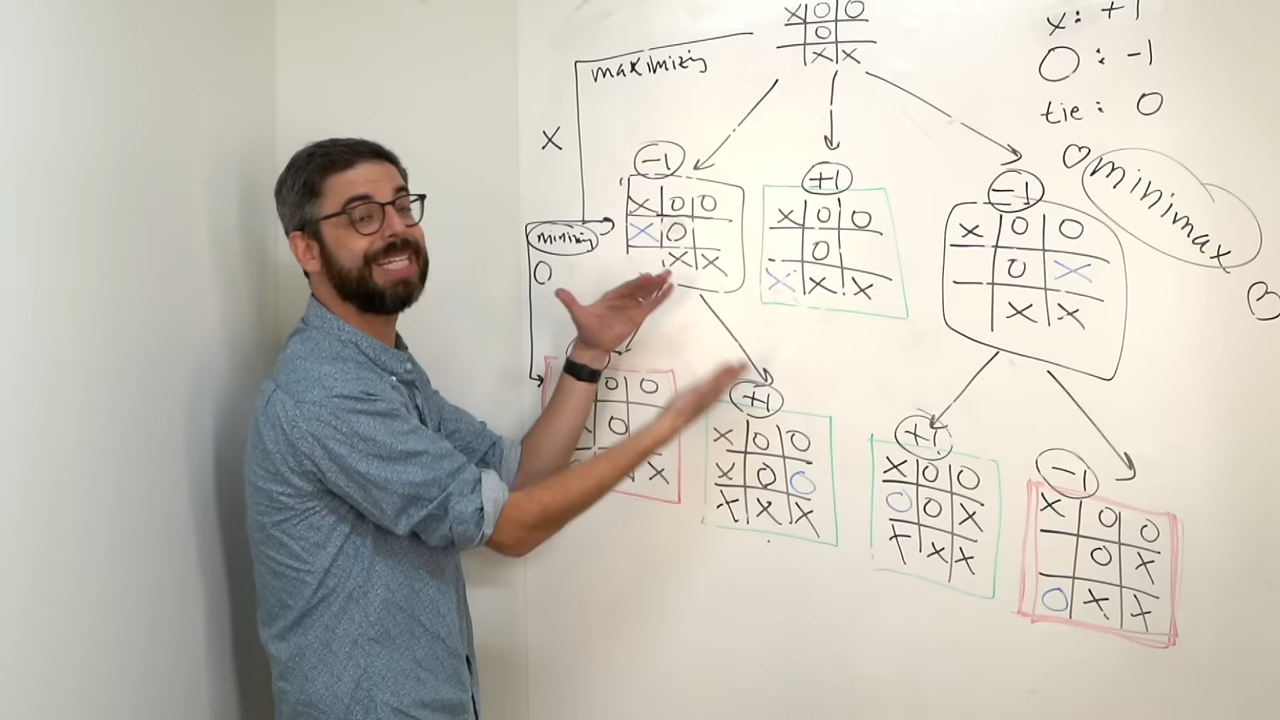 X O O
O
X X
maximizing
X
minimizing
O
x: +1
O: -1
tie: 0
minimax
-1
X O O
X O
X X
+1
X O O
O
X X X
-1
X O O
O X
X X
O O
O
X
+1
X O O
X O O
X X X
+1
X O O
O O X
X X X
-1
X O O
O X
O X X